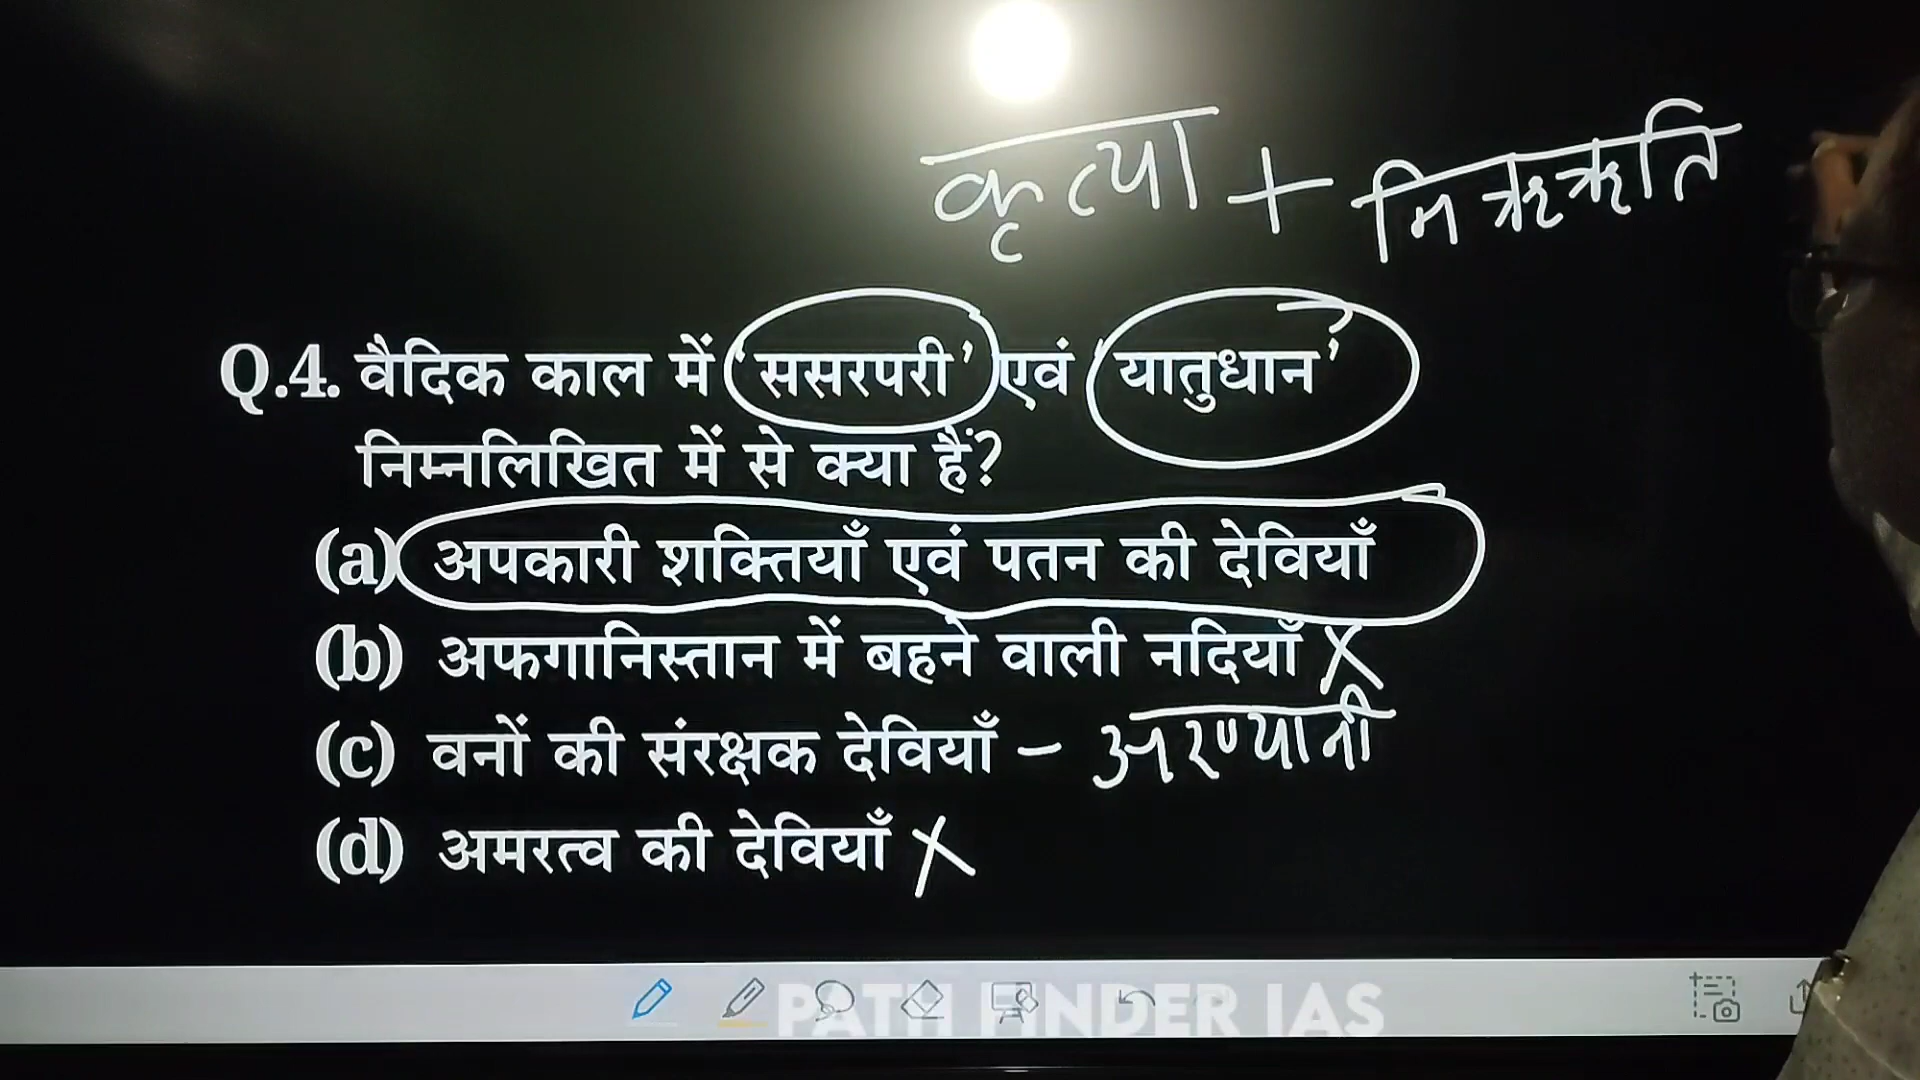 कृत्या + निऋऋति
Q.4. वैदिक काल में 'ससरपरी' एवं 'यातुधान'
निम्नलिखित में से क्या हैं?
(a) अपकारी शक्तियाँ एवं पतन की देवियाँ
(b) अफगानिस्तान में बहने वाली नदियाँ X
(c) वनों की संरक्षक देवियाँ – अरण्यानी
(d) अमरत्व की देवियाँ X
PATH FINDER IAS